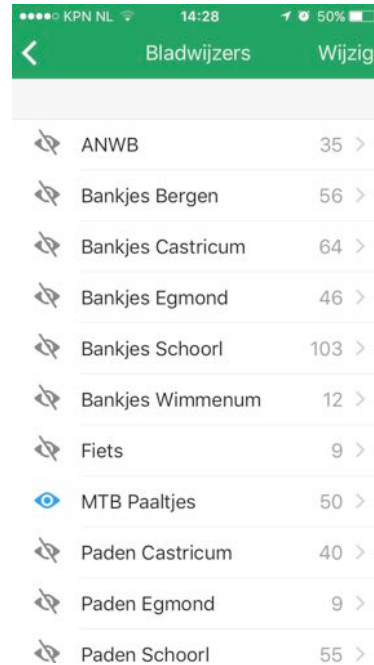 KPN NL 14:28 50%
Bladwijzers Wijzig
ANWB 35
Bankjes Bergen 56
Bankjes Castricum 64
Bankjes Egmond 46
Bankjes Schoorl 103
Bankjes Wimmenum 12
Fiets 9
MTB Paaltjes 50
Paden Castricum 40
Paden Egmond 9
Paden Schoorl 55